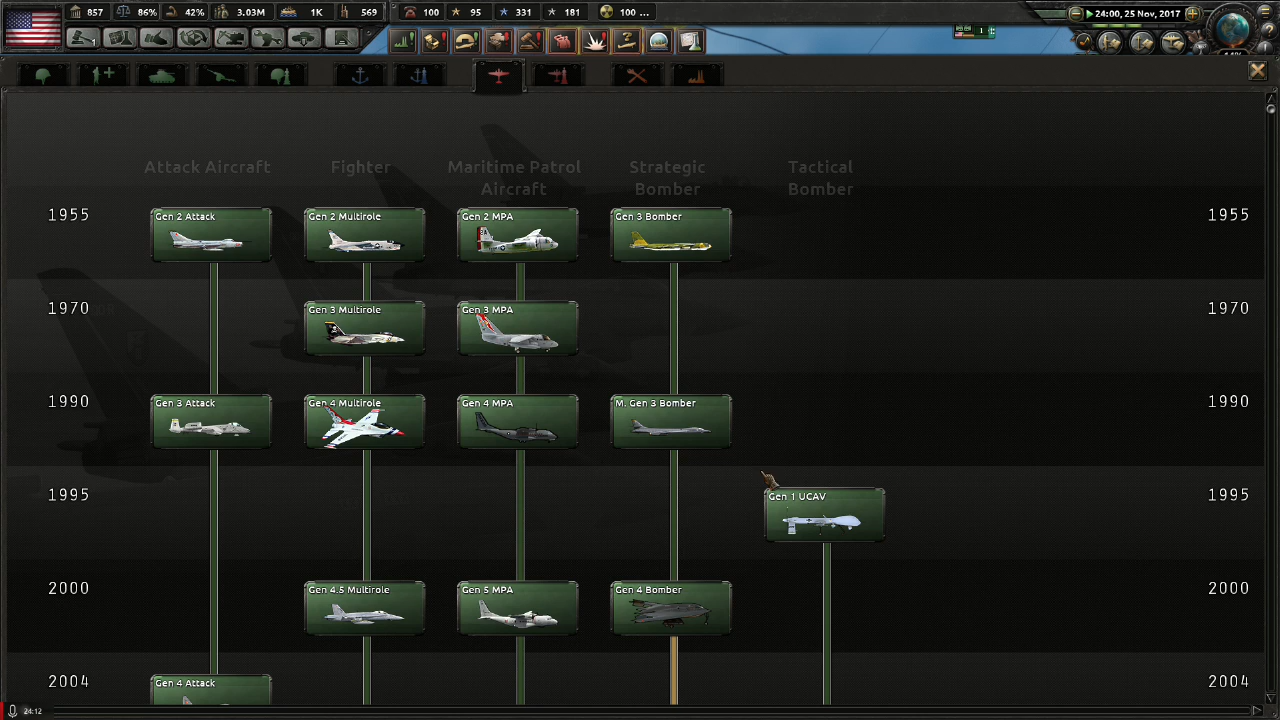 857 86% 42% 3.03M 1K 569 100 95 331 181 100 ... 24:00, 25 Nov, 2017
Attack Aircraft Fighter Maritime Patrol Strategic Tactical
Aircraft Bomber Bomber
1955 Gen 2 Attack Gen 2 Multirole Gen 2 MPA Gen 3 Bomber 1955
1970 Gen 3 Multirole Gen 3 MPA 1970
1990 Gen 3 Attack Gen 4 Multirole Gen 4 MPA M. Gen 3 Bomber 1990
1995 Gen 1 UCAV 1995
2000 Gen 4.5 Multirole Gen 5 MPA Gen 4 Bomber 2000
2004 Gen 4 Attack 2004
24:12